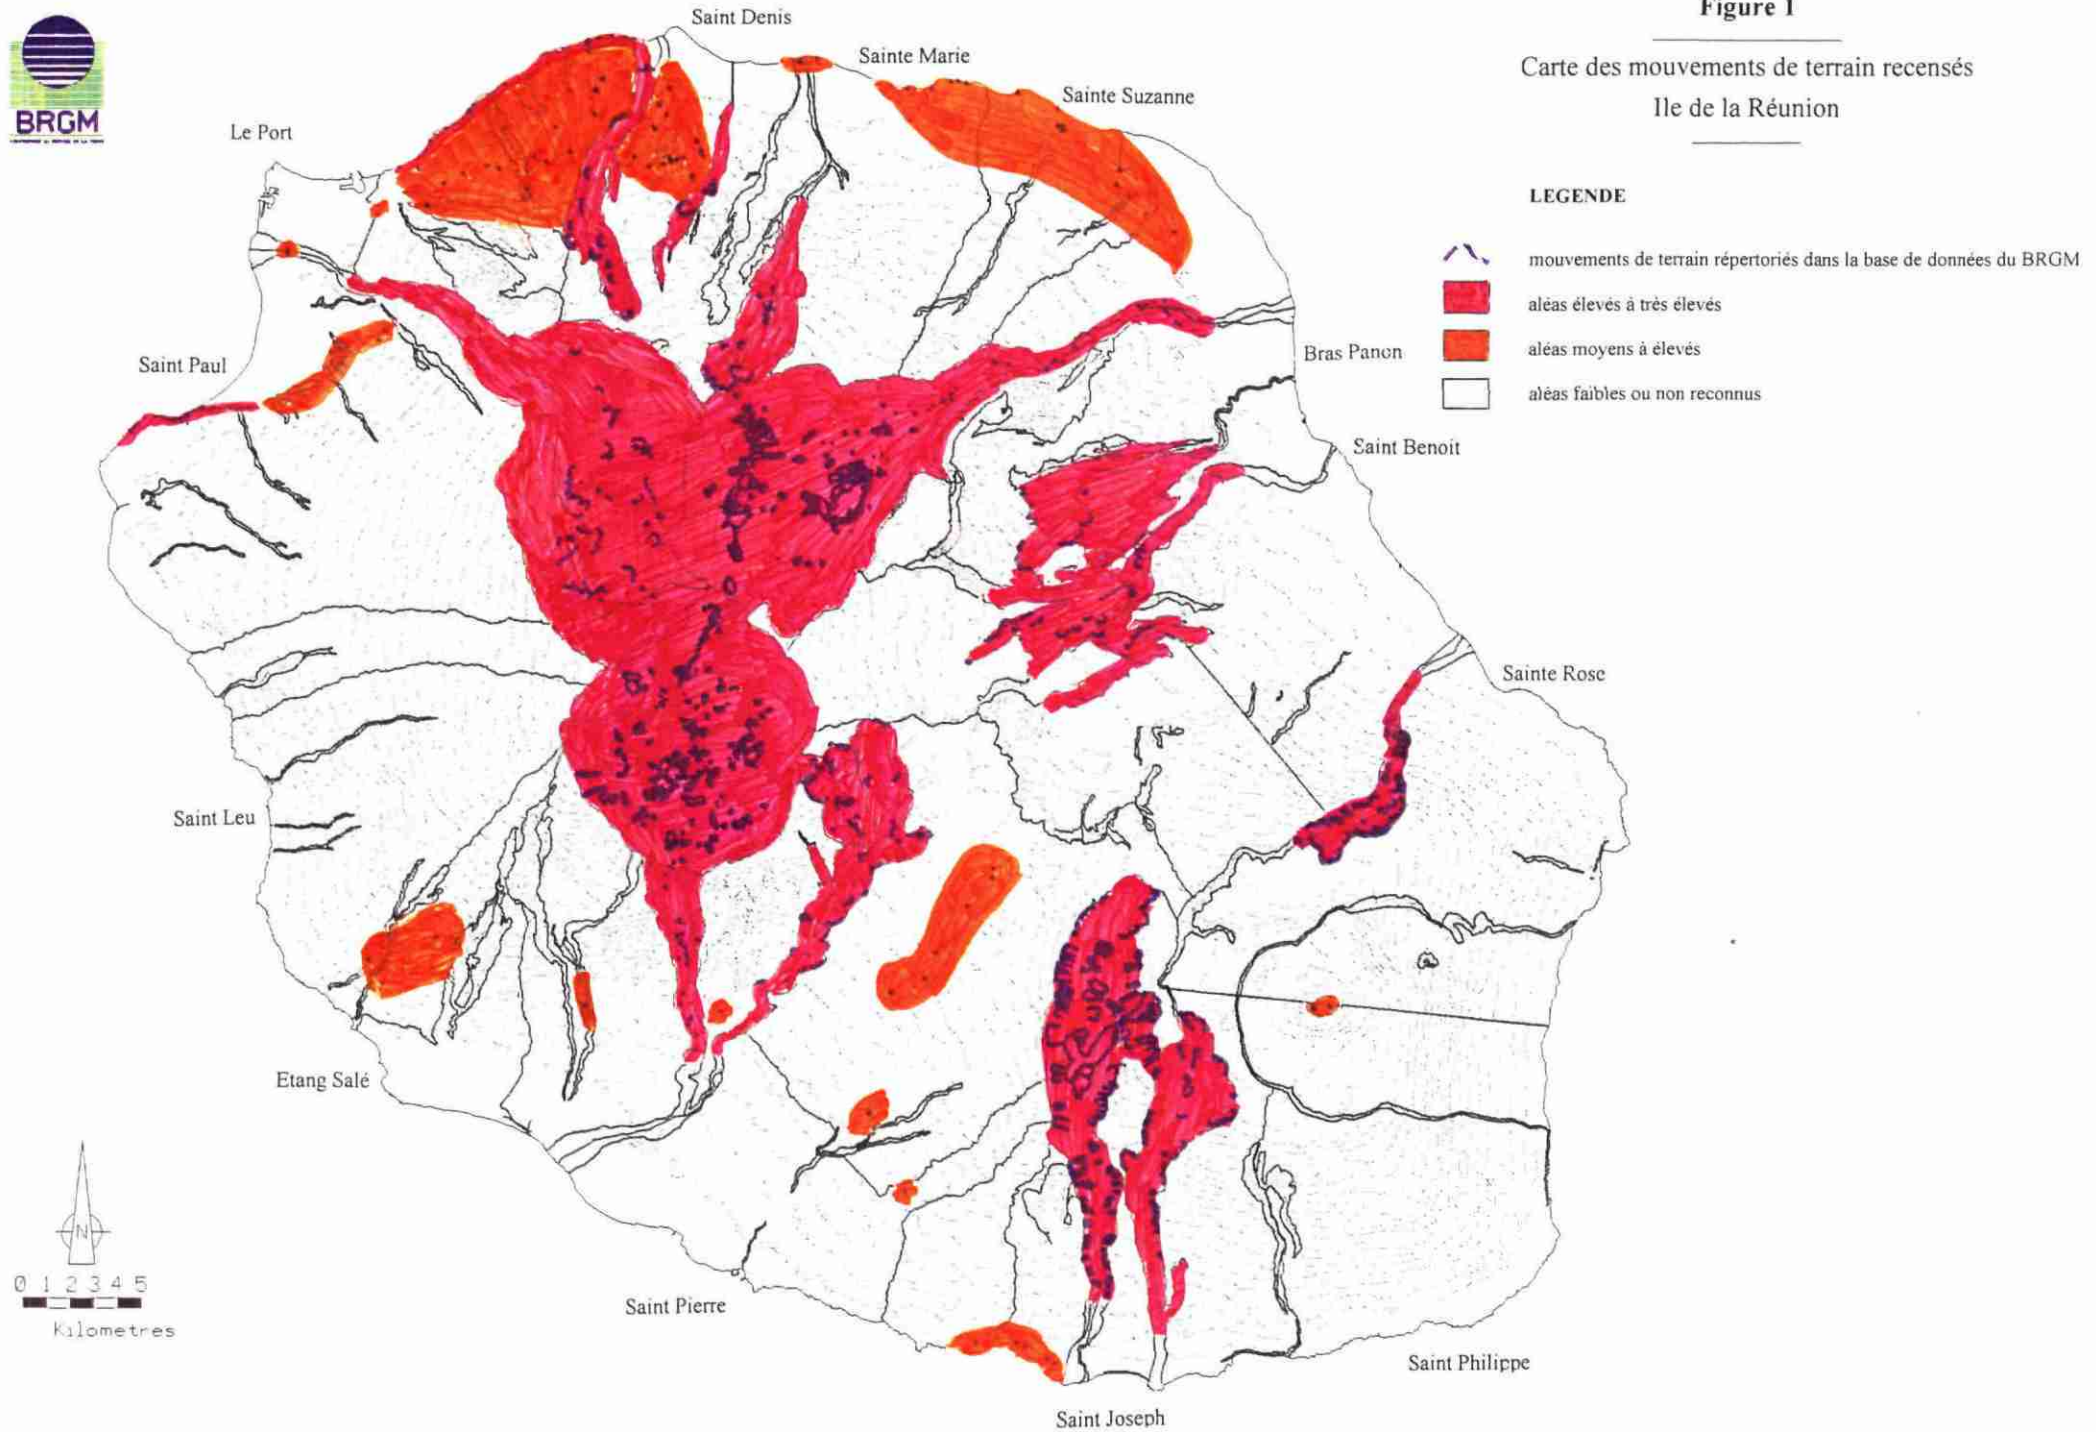 Figure 1
Carte des mouvements de terrain recensés
Ile de la Réunion
BRGM
LEGENDE
mouvements de terrain répertoriés dans la base de données du BRGM
aléas élevés à très élevés
aléas moyens à élevés
aléas faibles ou non reconnus
Saint Denis
Sainte Marie
Sainte Suzanne
Le Port
Bras Panon
Saint Paul
Saint Benoit
Sainte Rose
Saint Leu
Etang Salé
N
0 1 2 3 4 5
Kilometres
Saint Pierre
Saint Philippe
Saint Joseph